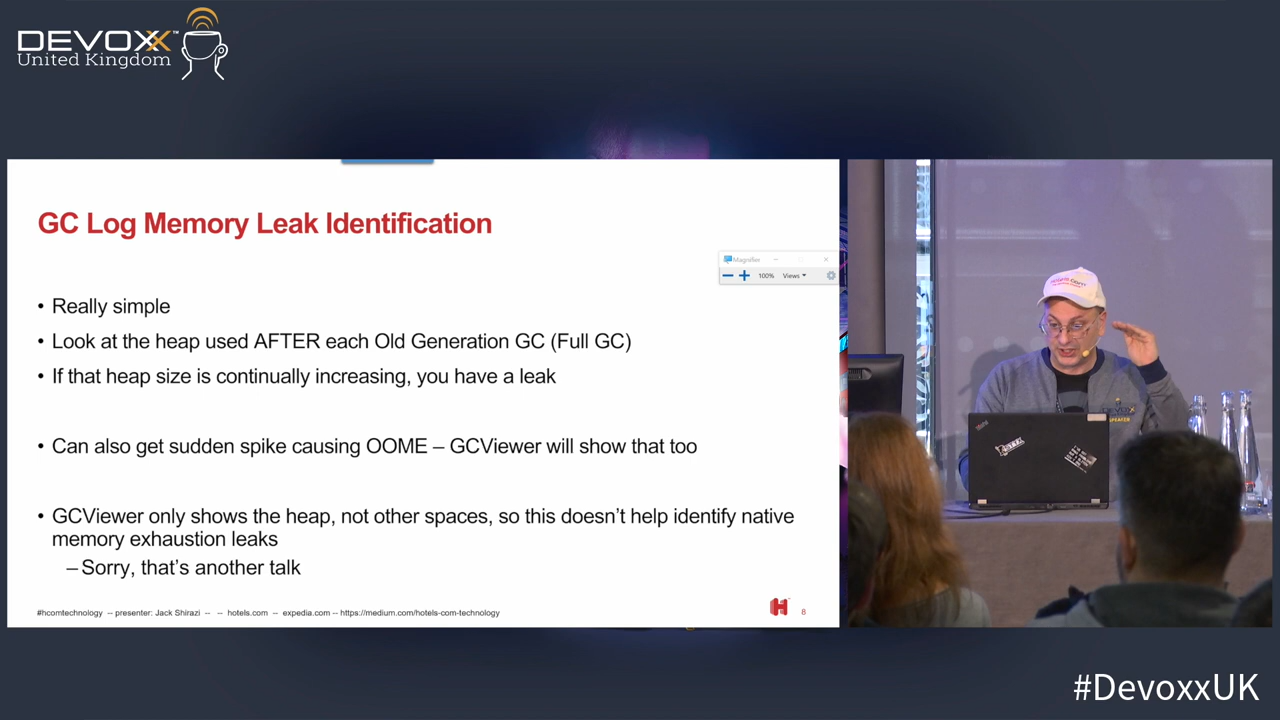 DEVOXX™
United Kingdom
GC Log Memory Leak Identification
Magnifier
100% Views
• Really simple
• Look at the heap used AFTER each Old Generation GC (Full GC)
• If that heap size is continually increasing, you have a leak
• Can also get sudden spike causing OOME – GCViewer will show that too
• GCViewer only shows the heap, not other spaces, so this doesn't help identify native
memory exhaustion leaks
– Sorry, that's another talk
#hcomtechnology -- presenter: Jack Shirazi -- -- hotels.com -- expedia.com -- https://medium.com/hotels-com-technology
H
8
DEVOXX
SPEAKER
#DevoxxUK